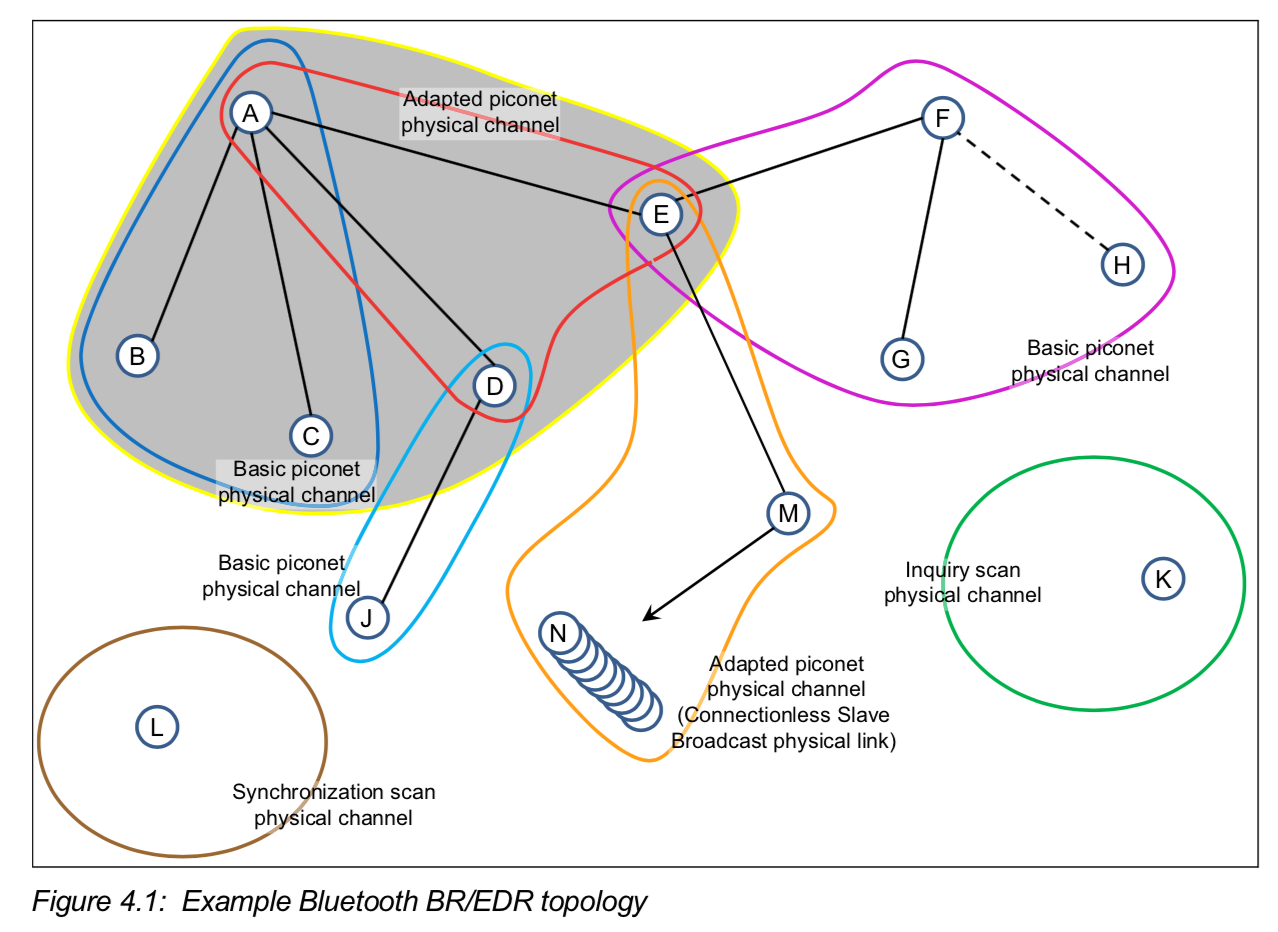 A
Adapted piconet
physical channel
F
E
H
B
G
Basic piconet
physical channel
D
C
Basic piconet
physical channel
M
Basic piconet
physical channel
Inquiry scan
physical channel
K
J
N
Adapted piconet
physical channel
(Connectionless Slave
Broadcast physical link)
L
Synchronization scan
physical channel
Figure 4.1: Example Bluetooth BR/EDR topology